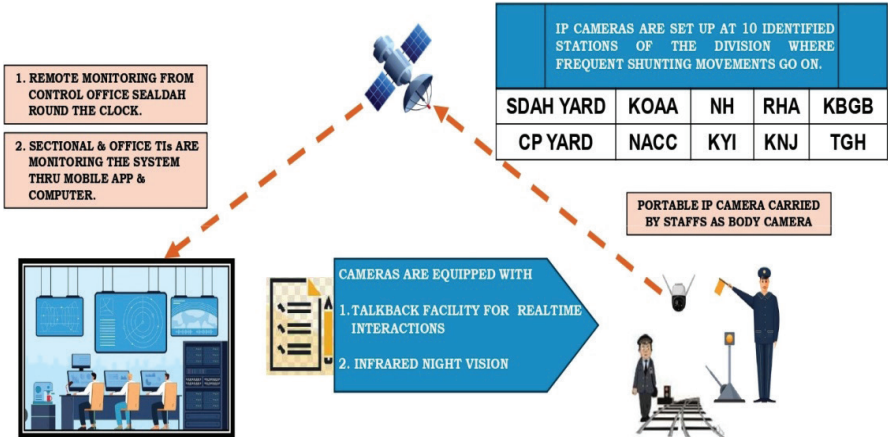 IP CAMERAS ARE SET UP AT 10 IDENTIFIED
STATIONS OF THE DIVISION WHERE
FREQUENT SHUNTING MOVEMENTS GO ON.
SDAH YARD KOAA NH RHA KBGB
CP YARD NACC KYI KNJ TGH
1. REMOTE MONITORING FROM
CONTROL OFFICE SEALDAH
ROUND THE CLOCK.
2. SECTIONAL & OFFICE TIs ARE
MONITORING THE SYSTEM
THRU MOBILE APP &
COMPUTER.
PORTABLE IP CAMERA CARRIED
BY STAFFS AS BODY CAMERA
CAMERAS ARE EQUIPPED WITH
1. TALKBACK FACILITY FOR REALTIME
INTERACTIONS
2. INFRARED NIGHT VISION